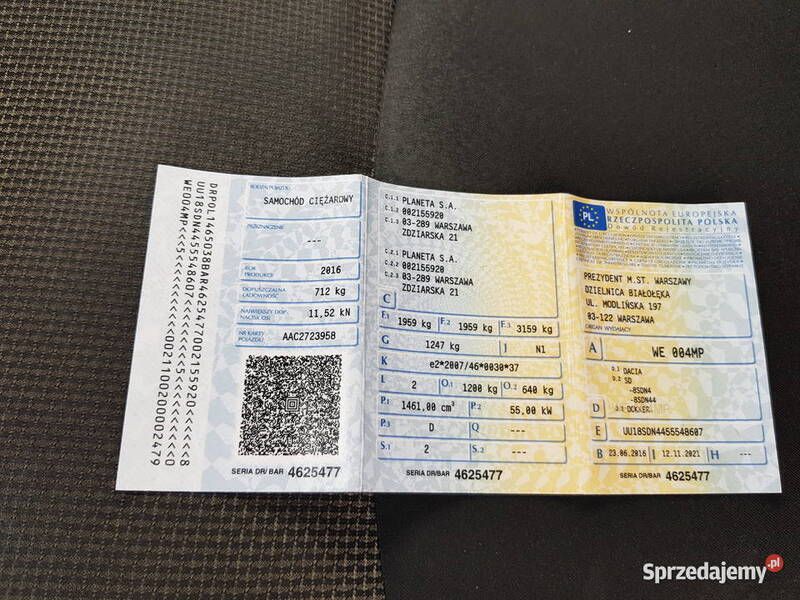 DRPOL1465038BAR4625477002155920<<<<<<8
UU18SDN4455548607<<<<<<<<<<<<<<<<<<<<0
WE004MP<<5<<<<<<<<<<<<<<0021100200002479
RODZAJ POJAZDU
SAMOCHÓD CIĘŻAROWY
PRZEZNACZENIE
---
ROK PRODUKCJI
2016
DOPUSZCZALNA ŁADOWNOŚĆ
712 kg
NAJWIĘKSZY DOP. NACISK OSI
11,52 kN
NR KARTY POJAZDU
AAC2723958
SERIA DR/BAR 4625477
C.1.1 PLANETA S.A.
C.1.2 002155920
C.1.3 03-289 WARSZAWA
ZDZIARSKA 21
C.2.1 PLANETA S.A.
C.2.2 002155920
C.2.3 03-289 WARSZAWA
ZDZIARSKA 21
C
F.1 1959 kg F.2 1959 kg F.3 3159 kg
G 1247 kg J N1
K e2*2007/46*0030*37
L 2 O.1 1200 kg O.2 640 kg
P.1 1461,00 cm³ P.2 55,00 kW
P.3 D Q ---
S.1 2 S.2 ---
SERIA DR/BAR 4625477
PL
WSPÓLNOTA EUROPEJSKA
RZECZPOSPOLITA POLSKA
Dowód Rejestracyjny
PREZYDENT M.ST. WARSZAWY
DZIELNICA BIAŁOŁĘKA
UL. MODLIŃSKA 197
03-122 WARSZAWA
ORGAN WYDAJĄCY
A WE 004MP
D.1 DACIA
D.2 SD
-8SDN4
-8SDN44
D D.3 DOKKER
E UU18SDN4455548607
B 23.06.2016 I 12.11.2021 H ---
SERIA DR/BAR 4625477
Sprzedajemy.pl